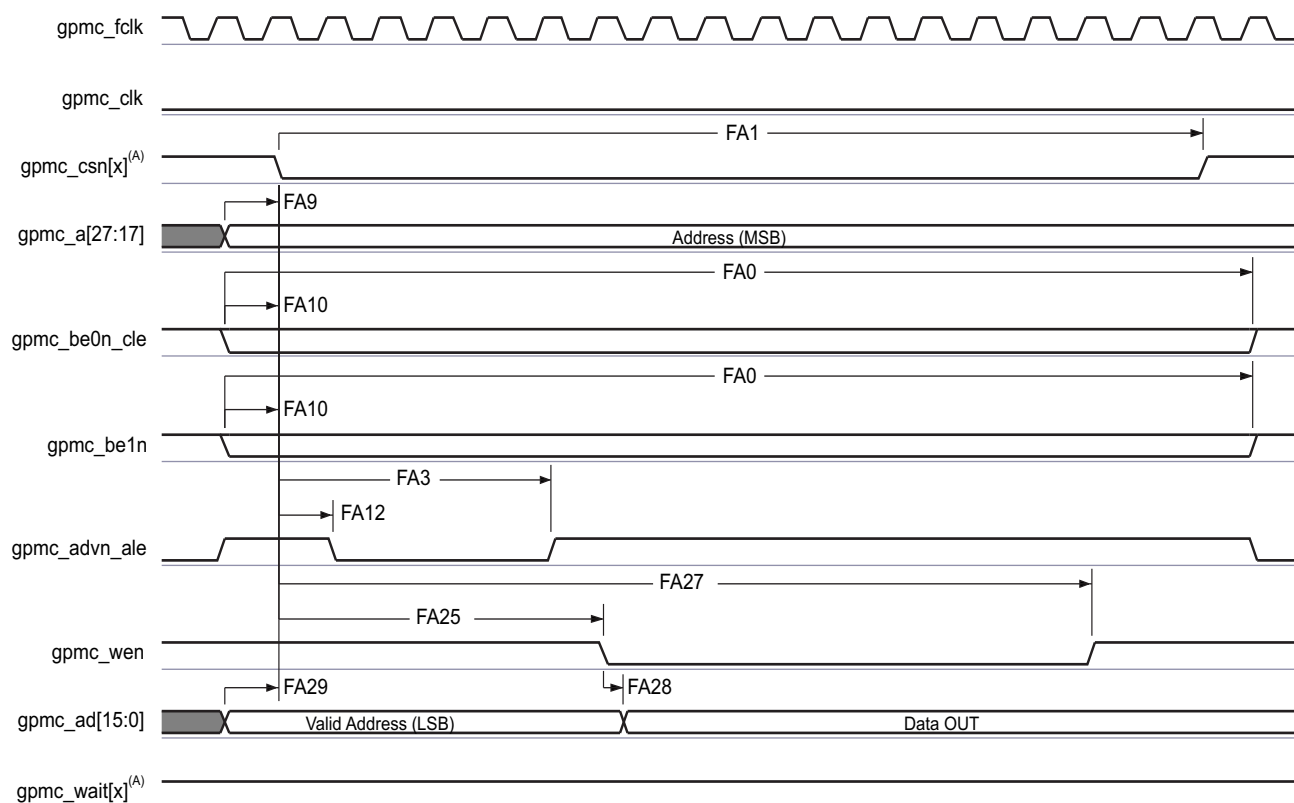 gpmc_fclk
gpmc_clk
FA1
gpmc_csn[x](A)
FA9
gpmc_a[27:17]
Address (MSB)
FA0
FA10
gpmc_be0n_cle
FA0
FA10
gpmc_be1n
FA3
FA12
gpmc_advn_ale
FA27
FA25
gpmc_wen
FA29
FA28
gpmc_ad[15:0]
Valid Address (LSB)
Data OUT
gpmc_wait[x](A)